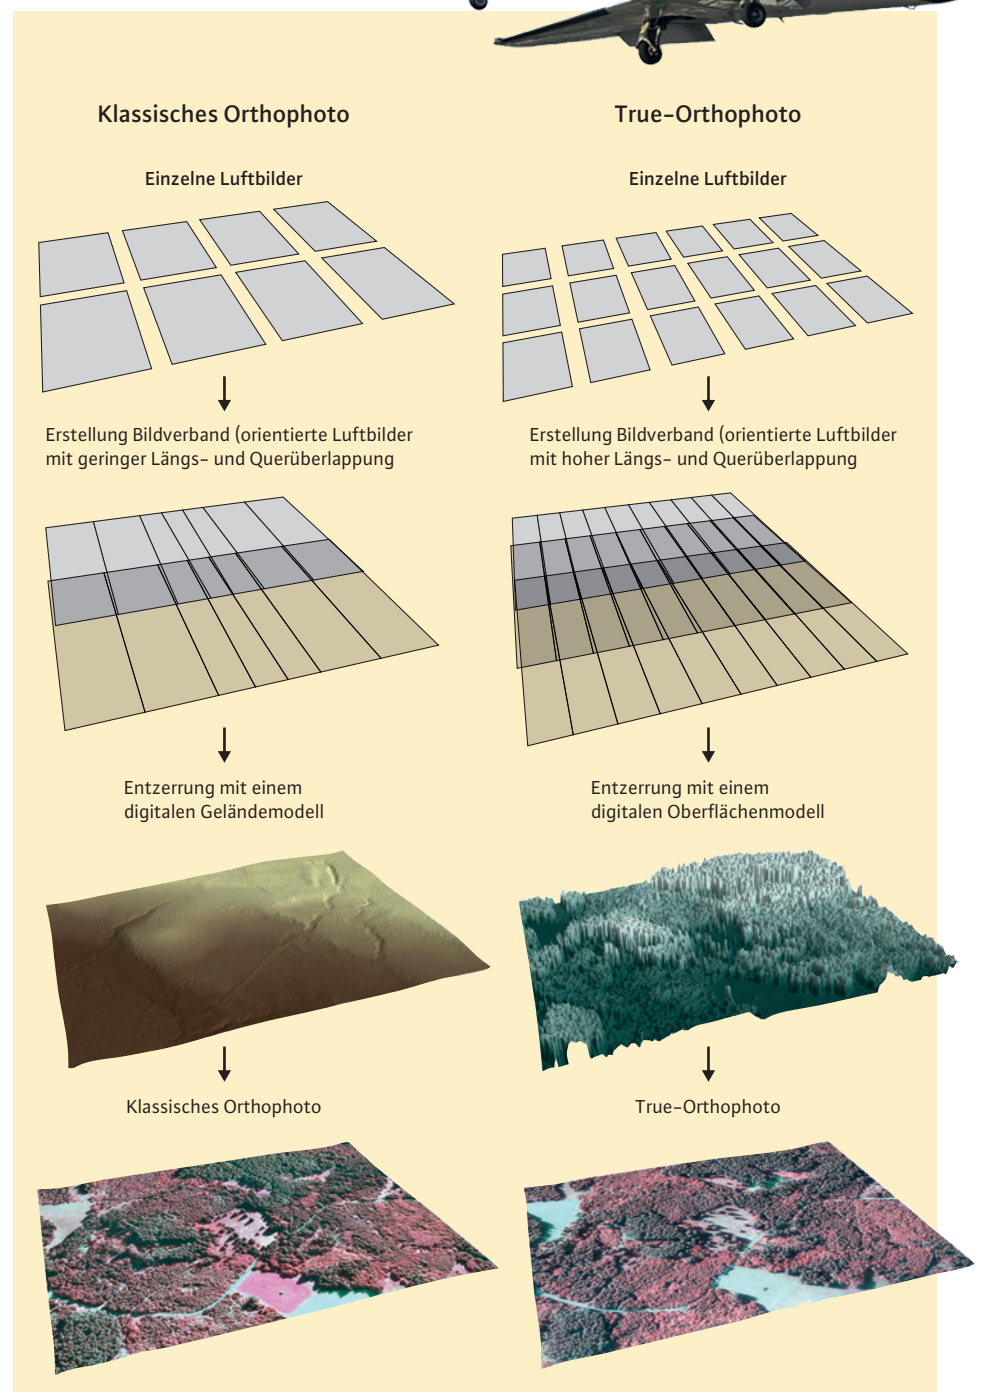 Klassisches Orthophoto
Einzelne Luftbilder
Erstellung Bildverband (orientierte Luftbilder
mit geringer Längs- und Querüberlappung
Entzerrung mit einem
digitalen Geländemodell
Klassisches Orthophoto
True-Orthophoto
Einzelne Luftbilder
Erstellung Bildverband (orientierte Luftbilder
mit hoher Längs- und Querüberlappung
Entzerrung mit einem
digitalen Oberflächenmodell
True-Orthophoto